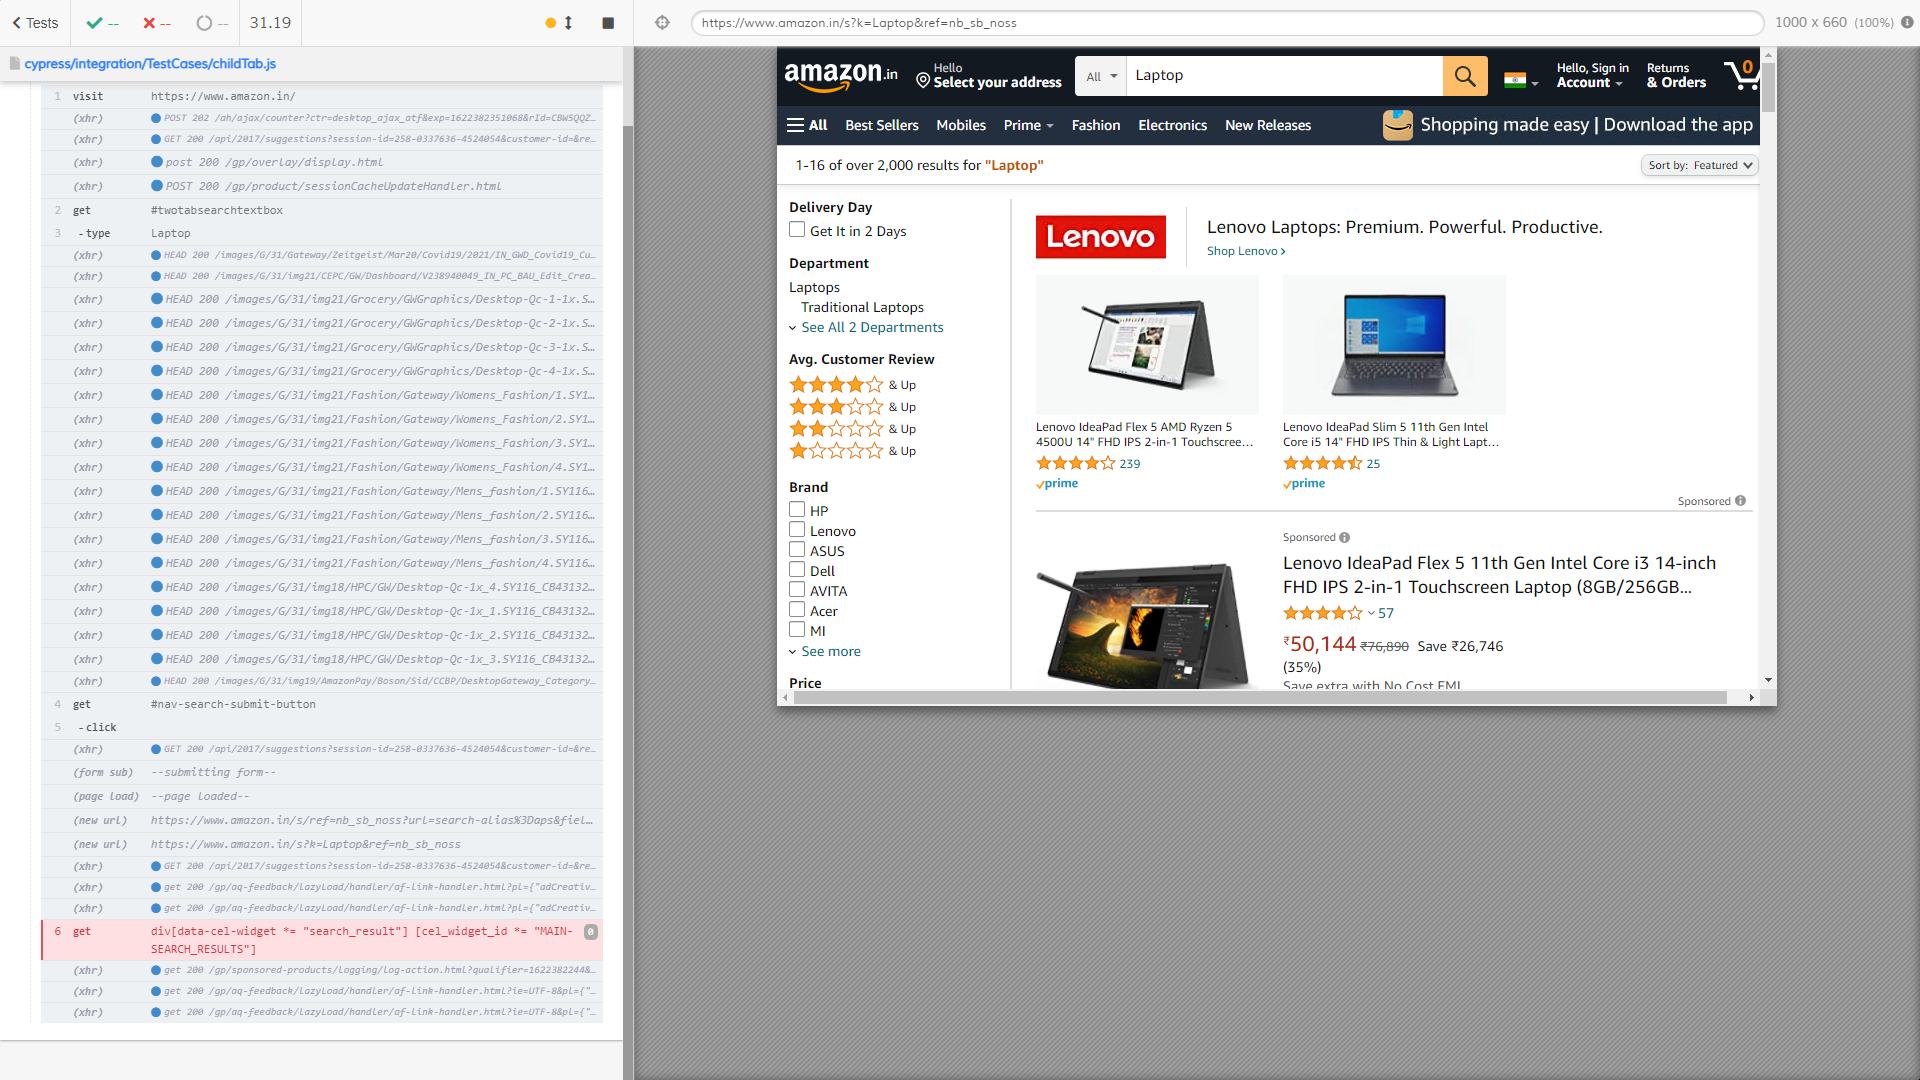 Tests
--
--
--
31.19
https://www.amazon.in/s?k=Laptop&ref=nb_sb_noss
1000 x 660 (100%)
cypress/integration/TestCases/childTab.js
1 visit https://www.amazon.in/
(xhr) POST 202 /ah/ajax/counter?ctr=desktop_ajax_atf&exp=1622382351068&rId=CBW5QQZ...
(xhr) GET 200 /api/2017/suggestions?session-id=258-0337636-4524054&customer-id=&re...
(xhr) post 200 /gp/overlay/display.html
(xhr) POST 200 /gp/product/sessionCacheUpdateHandler.html
2 get #twotabsearchtextbox
3 -type Laptop
(xhr) HEAD 200 /images/G/31/Gateway/Zeitgeist/Mar20/Covid19/2021/IN_GWD_Covid19_Cu...
(xhr) HEAD 200 /images/G/31/img21/CEPC/GW/Dashboard/V238940049_IN_PC_BAU_Edit_Crea...
(xhr) HEAD 200 /images/G/31/img21/Grocery/GWGraphics/Desktop-Qc-1-1x.S...
(xhr) HEAD 200 /images/G/31/img21/Grocery/GWGraphics/Desktop-Qc-2-1x.S...
(xhr) HEAD 200 /images/G/31/img21/Grocery/GWGraphics/Desktop-Qc-3-1x.S...
(xhr) HEAD 200 /images/G/31/img21/Grocery/GWGraphics/Desktop-Qc-4-1x.S...
(xhr) HEAD 200 /images/G/31/img21/Fashion/Gateway/Womens_Fashion/1.SY1...
(xhr) HEAD 200 /images/G/31/img21/Fashion/Gateway/Womens_Fashion/2.SY1...
(xhr) HEAD 200 /images/G/31/img21/Fashion/Gateway/Womens_Fashion/3.SY1...
(xhr) HEAD 200 /images/G/31/img21/Fashion/Gateway/Womens_Fashion/4.SY1...
(xhr) HEAD 200 /images/G/31/img21/Fashion/Gateway/Mens_fashion/1.SY116...
(xhr) HEAD 200 /images/G/31/img21/Fashion/Gateway/Mens_fashion/2.SY116...
(xhr) HEAD 200 /images/G/31/img21/Fashion/Gateway/Mens_fashion/3.SY116...
(xhr) HEAD 200 /images/G/31/img21/Fashion/Gateway/Mens_fashion/4.SY116...
(xhr) HEAD 200 /images/G/31/img18/HPC/GW/Desktop-Qc-1x_4.SY116_CB43132...
(xhr) HEAD 200 /images/G/31/img18/HPC/GW/Desktop-Qc-1x_1.SY116_CB43132...
(xhr) HEAD 200 /images/G/31/img18/HPC/GW/Desktop-Qc-1x_2.SY116_CB43132...
(xhr) HEAD 200 /images/G/31/img18/HPC/GW/Desktop-Qc-1x_3.SY116_CB43132...
(xhr) HEAD 200 /images/G/31/img19/AmazonPay/Boson/Sid/CCBP/DesktopGateway_Category...
4 get #nav-search-submit-button
5 -click
(xhr) GET 200 /api/2017/suggestions?session-id=258-0337636-4524054&customer-id=&re...
(form sub) --submitting form--
(page load) --page loaded--
(new url) https://www.amazon.in/s/ref=nb_sb_noss?url=search-alias%3Daps&fiel...
(new url) https://www.amazon.in/s?k=Laptop&ref=nb_sb_noss
(xhr) GET 200 /api/2017/suggestions?session-id=258-0337636-4524054&customer-id=&re...
(xhr) get 200 /gp/aq-feedback/lazyLoad/handler/af-link-handler.html?pl={"adCreativ...
(xhr) get 200 /gp/aq-feedback/lazyLoad/handler/af-link-handler.html?pl={"adCreativ...
6 get div[data-cel-widget *= "search_result"] [cel_widget_id *= "MAIN- 0
SEARCH_RESULTS"]
(xhr) get 200 /gp/sponsored-products/logging/log-action.html?qualifier=1622382244&...
(xhr) get 200 /gp/aq-feedback/lazyLoad/handler/af-link-handler.html?ie=UTF-8&pl={"...
(xhr) get 200 /gp/aq-feedback/lazyLoad/handler/af-link-handler.html?ie=UTF-8&pl={"...
amazon.in
Hello
Select your address
All
Laptop
Hello, Sign in
Account
Returns
& Orders
0
All Best Sellers Mobiles Prime Fashion Electronics New Releases
Shopping made easy | Download the app
1-16 of over 2,000 results for "Laptop"
Sort by: Featured
Delivery Day
Get It in 2 Days
Department
Laptops
Traditional Laptops
See All 2 Departments
Avg. Customer Review
& Up
& Up
& Up
& Up
Brand
HP
Lenovo
ASUS
Dell
AVITA
Acer
MI
See more
Price
Lenovo
Lenovo Laptops: Premium. Powerful. Productive.
Shop Lenovo ›
Lenovo IdeaPad Flex 5 AMD Ryzen 5
4500U 14" FHD IPS 2-in-1 Touchscree...
239
prime
Lenovo IdeaPad Slim 5 11th Gen Intel
Core i5 14" FHD IPS Thin & Light Lapt...
25
prime
Sponsored
Sponsored
Lenovo IdeaPad Flex 5 11th Gen Intel Core i3 14-inch
FHD IPS 2-in-1 Touchscreen Laptop (8GB/256GB...
57
₹50,144 ₹76,890 Save ₹26,746
(35%)
Save extra with No Cost EMI